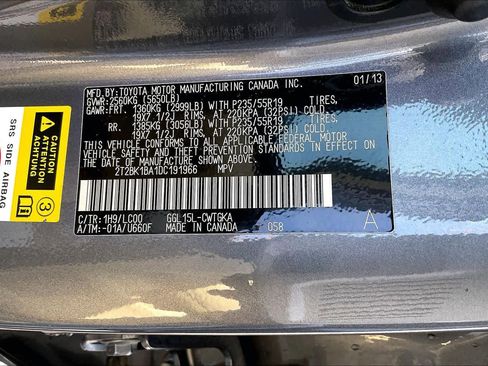 MFD.BY:TOYOTA MOTOR MANUFACTURING CANADA INC. 01/13
GVWR:2560KG (5650LB)
GAWR:FRT. 1360KG (2999LB) WITH P235/55R19 TIRES,
19X7 1/2J RIMS, AT 220KPA (32PSI) COLD.
RR. 1385KG (3056LB) WITH P235/55R19 TIRES,
19X7 1/2J RIMS, AT 220KPA (32PSI) COLD.
THIS VEHICLE CONFORMS TO ALL APPLICABLE FEDERAL MOTOR
VEHICLE SAFETY AND THEFT PREVENTION STANDARDS IN EFFECT ON
THE DATE OF MANUFACTURE SHOWN ABOVE.
2T2BK1BA1DC191966 MPV
C/TR:1H9/LC00 GGL15L-CWTGKA
A/TM:-01A/U660F MADE IN CANADA 058 A
SRS SIDE AIRBAG
CAUTION
ACHTUNG
ATTENTION
3